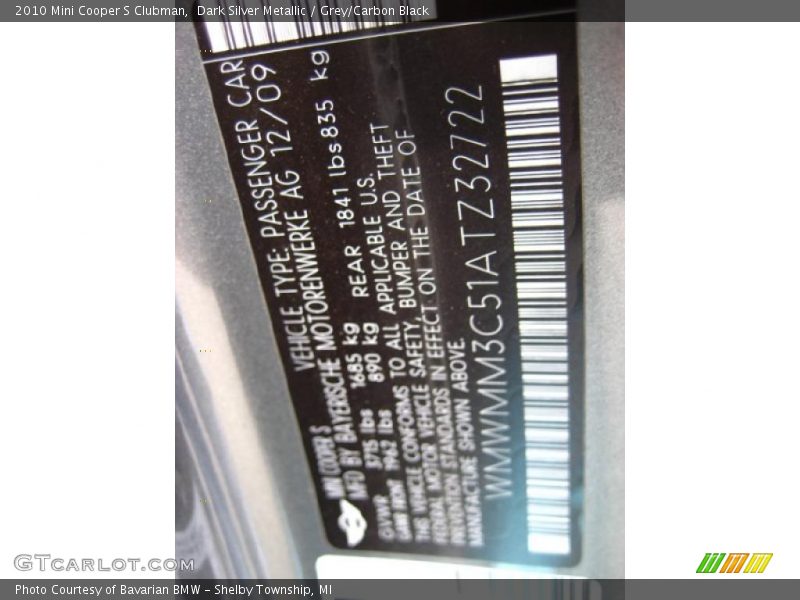 2010 Mini Cooper S Clubman, Dark Silver Metallic / Grey/Carbon Black
MINI COOPER S VEHICLE TYPE: PASSENGER CAR
MFD BY BAYERISCHE MOTORENWERKE AG 12/09
GVWR 3715 lbs 1685 kg REAR 1841 lbs 835 kg
GAWR FRONT 1962 lbs 890 kg
THIS VEHICLE CONFORMS TO ALL APPLICABLE U.S.
FEDERAL MOTOR VEHICLE SAFETY, BUMPER AND THEFT
PREVENTION STANDARDS IN EFFECT ON THE DATE OF
MANUFACTURE SHOWN ABOVE.
WMWMM3C51ATZ32722
GTcarlot.com
Photo Courtesy of Bavarian BMW – Shelby Township, MI